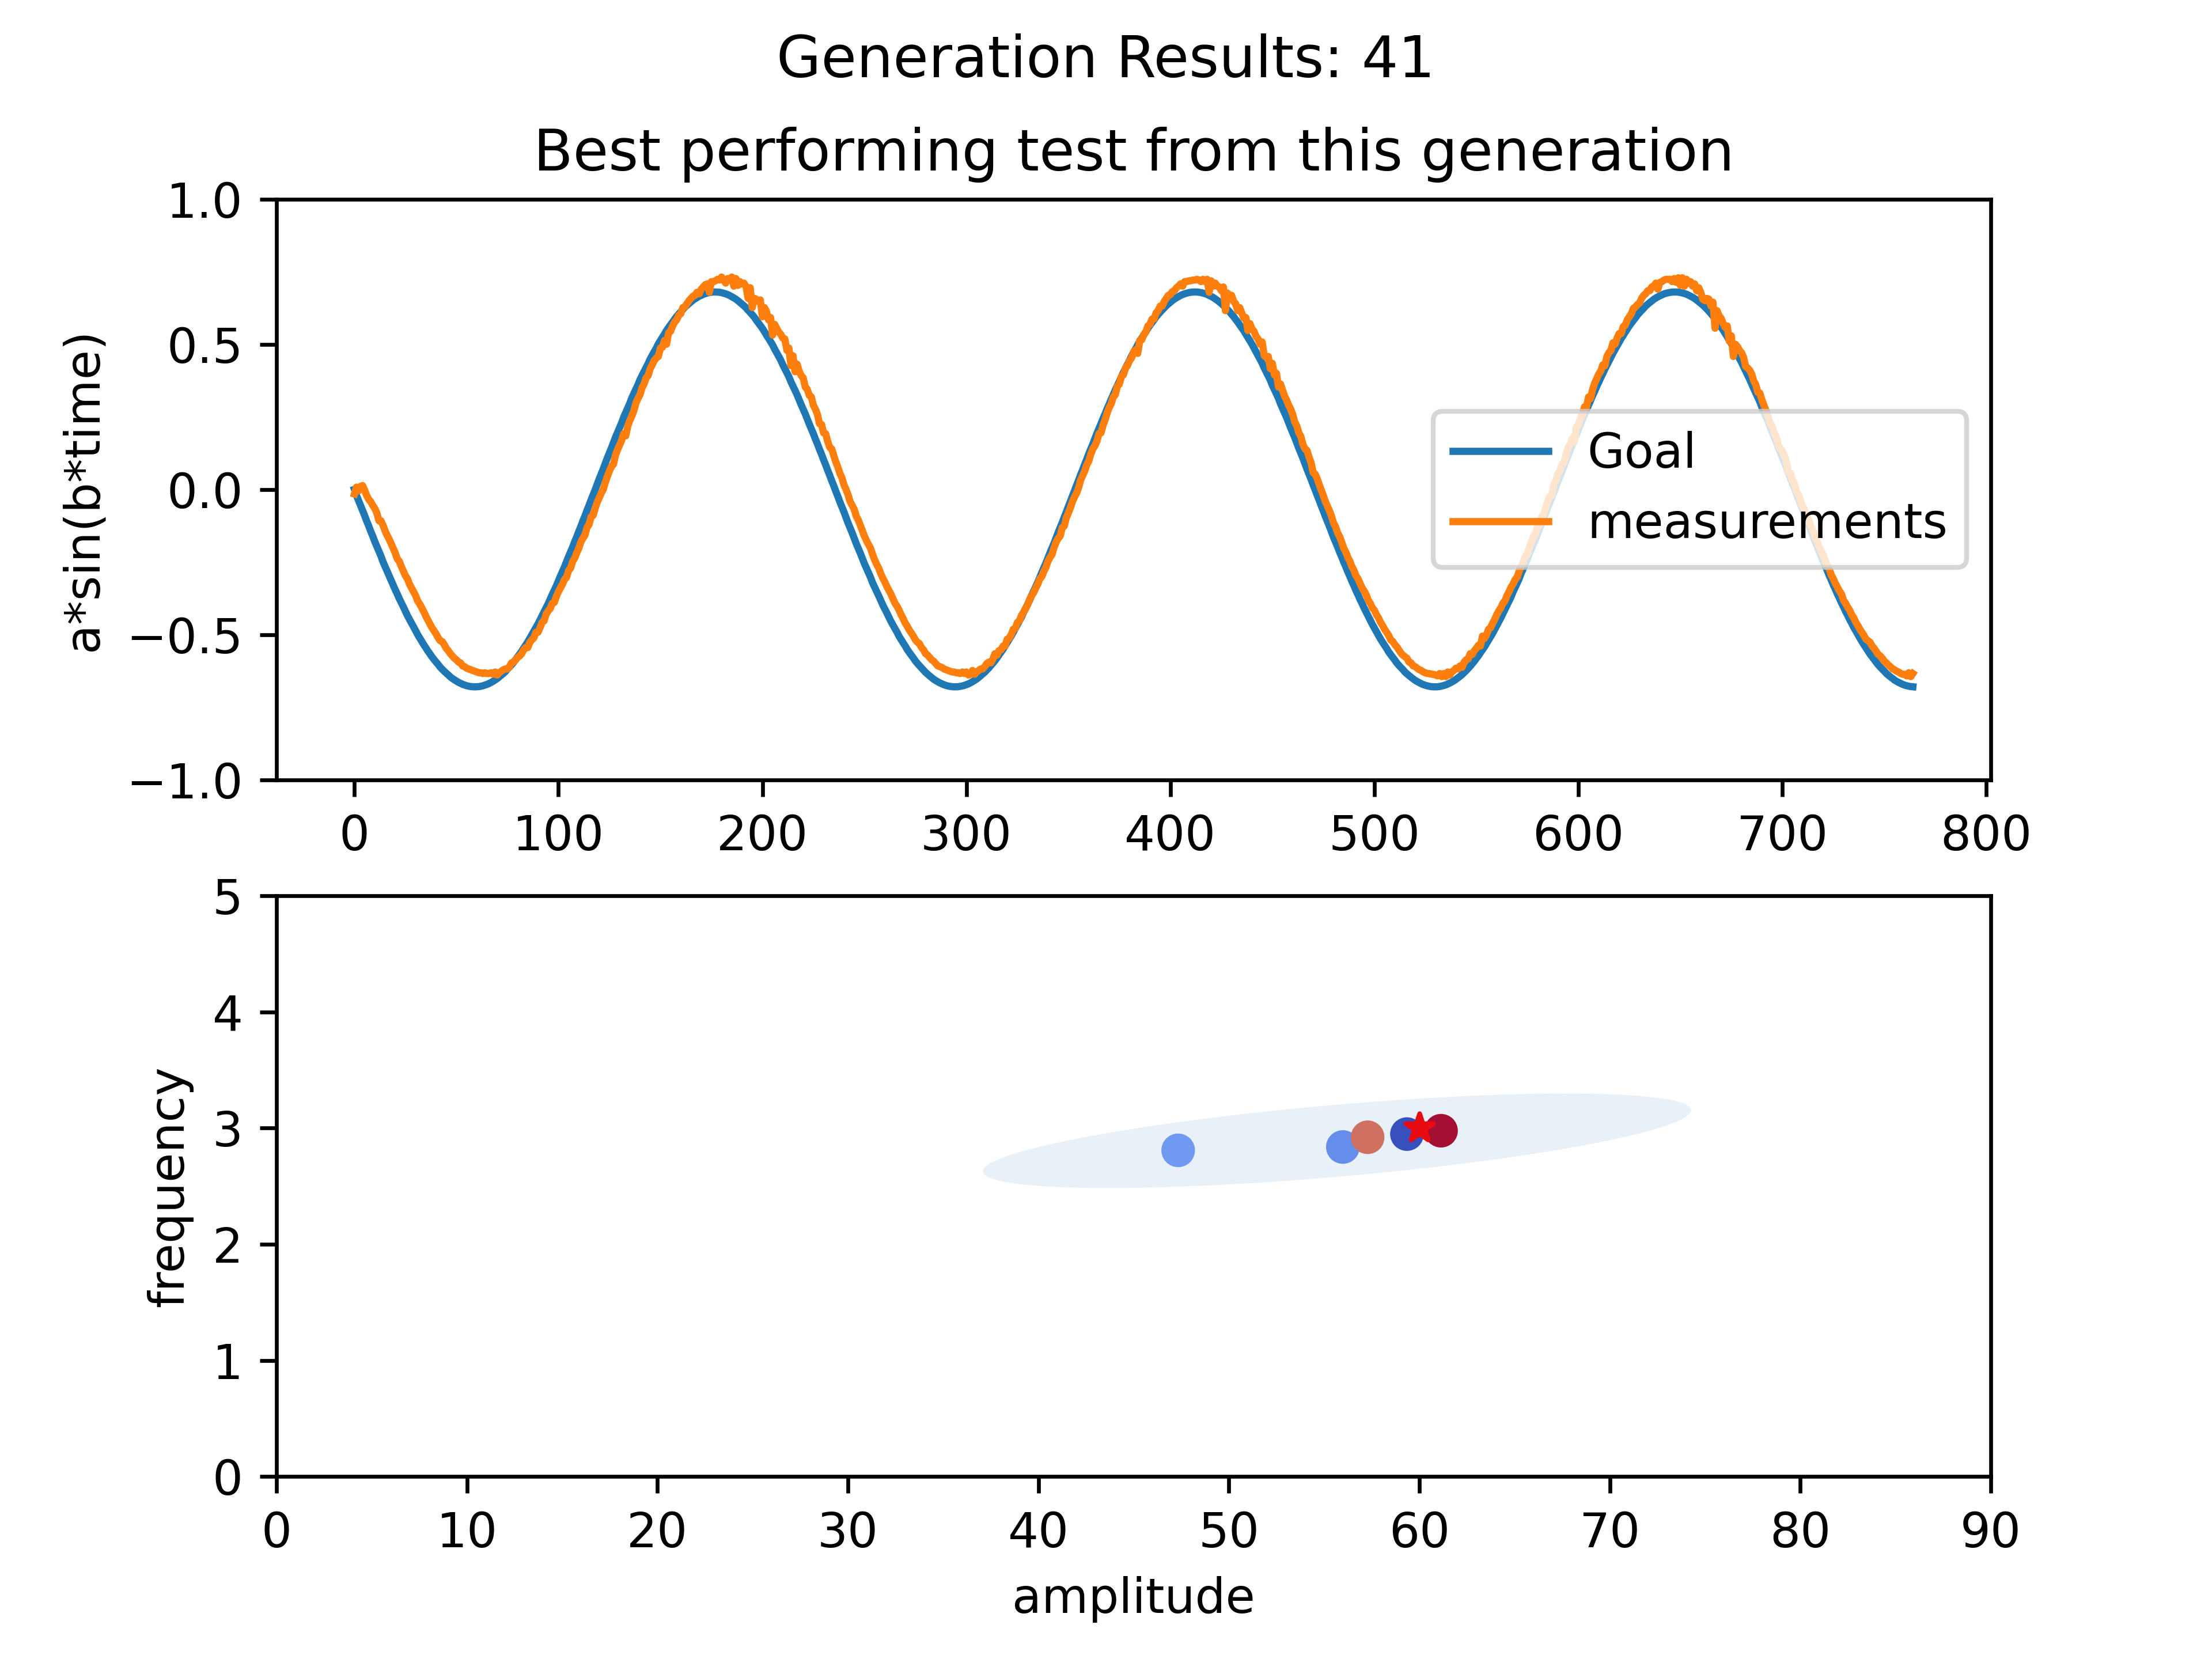 Generation Results: 41
Best performing test from this generation
1.0
0.5
0.0
−0.5
−1.0
a*sin(b*time)
Goal
measurements
0 100 200 300 400 500 600 700 800
5
4
3
2
1
0
frequency
0 10 20 30 40 50 60 70 80 90
amplitude